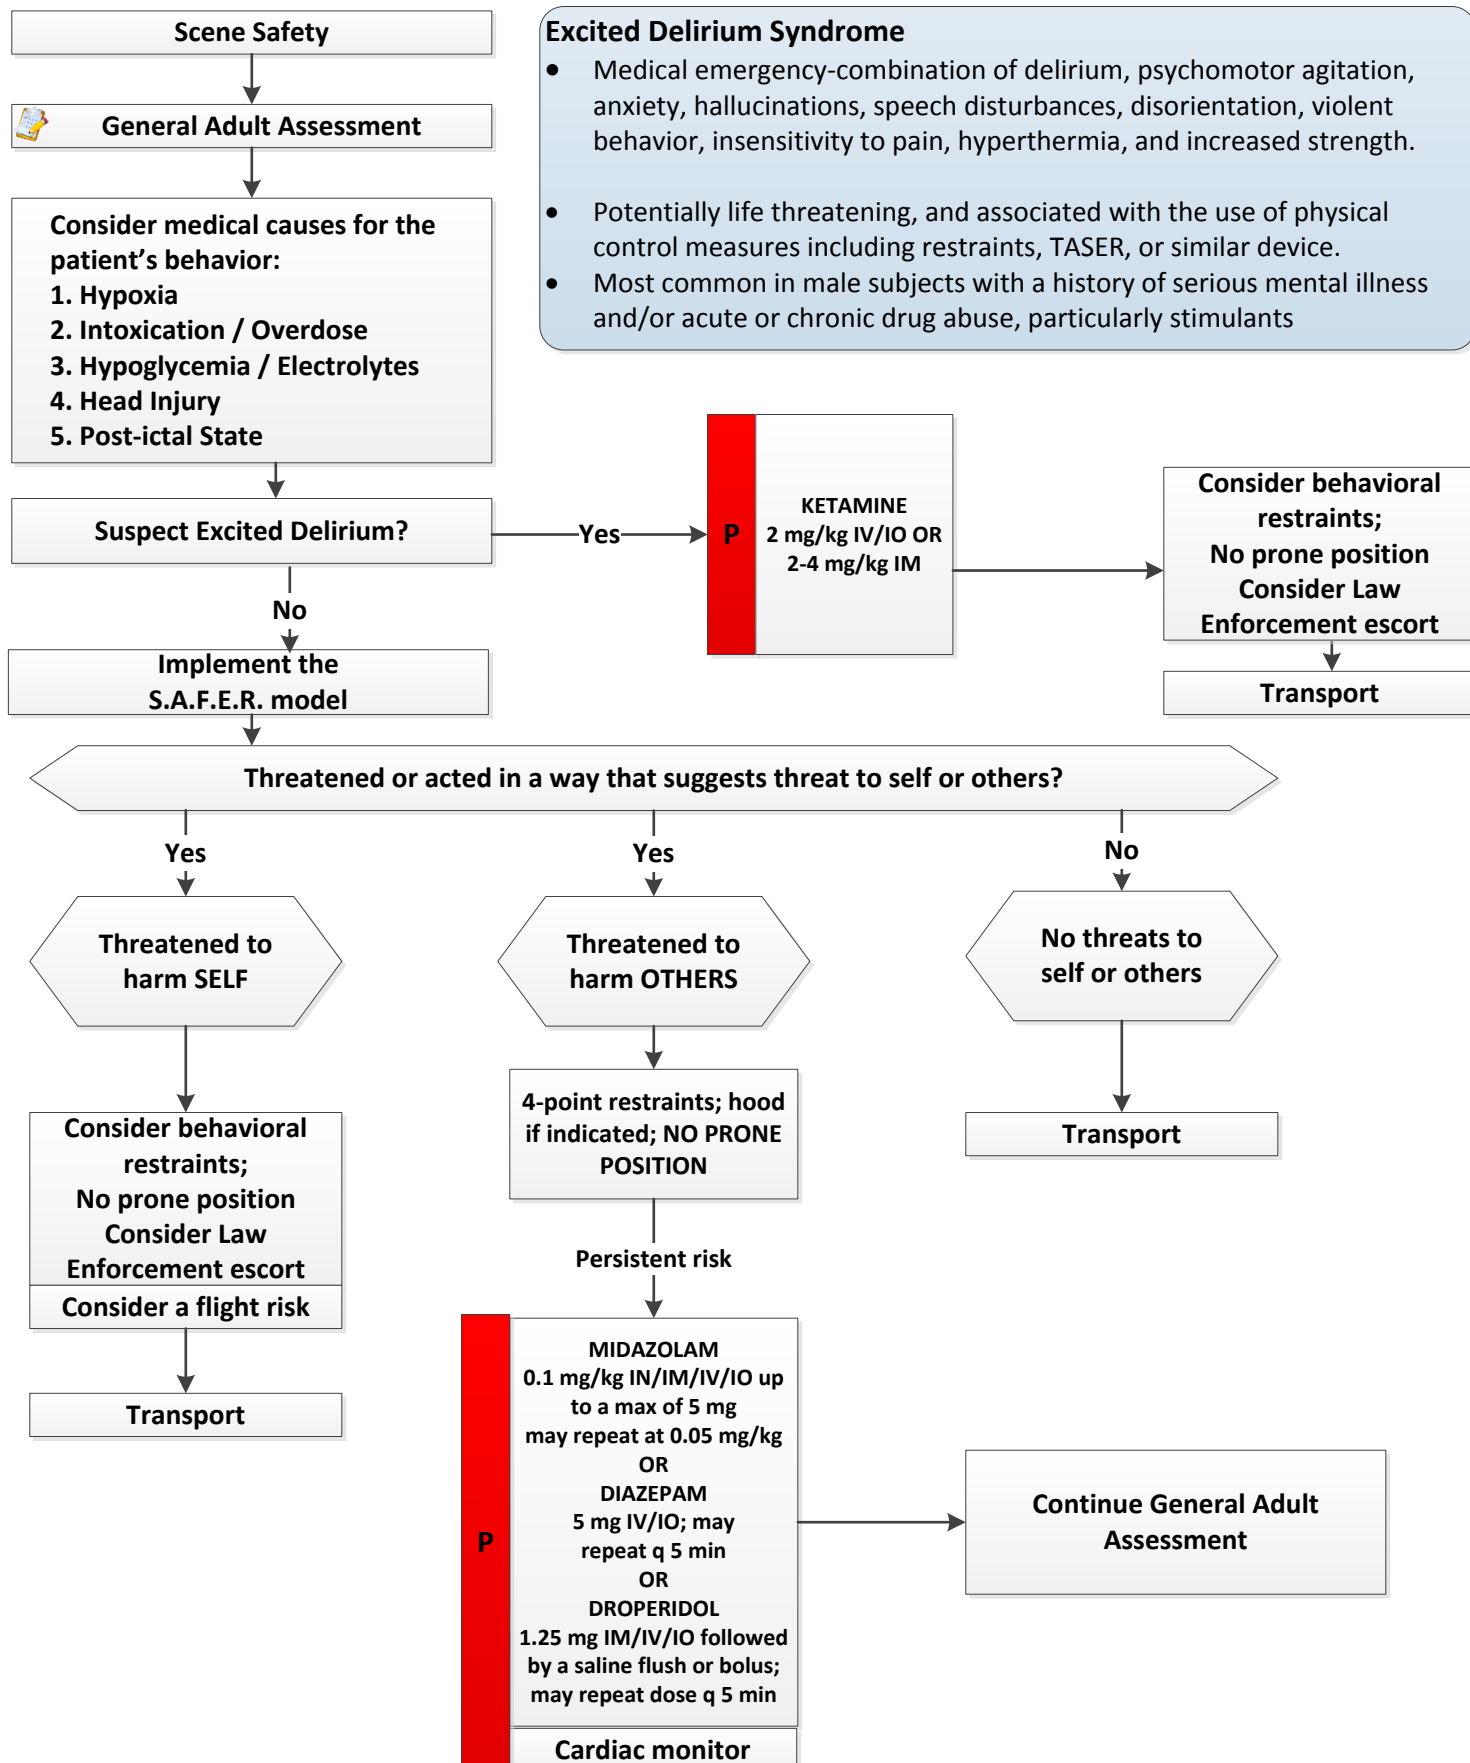 Scene Safety
General Adult Assessment
Consider medical causes for the
patient’s behavior:
1. Hypoxia
2. Intoxication / Overdose
3. Hypoglycemia / Electrolytes
4. Head Injury
5. Post-ictal State
Excited Delirium Syndrome
• Medical emergency-combination of delirium, psychomotor agitation,
anxiety, hallucinations, speech disturbances, disorientation, violent
behavior, insensitivity to pain, hyperthermia, and increased strength.
• Potentially life threatening, and associated with the use of physical
control measures including restraints, TASER, or similar device.
• Most common in male subjects with a history of serious mental illness
and/or acute or chronic drug abuse, particularly stimulants
Suspect Excited Delirium?
Yes
P
KETAMINE
2 mg/kg IV/IO OR
2-4 mg/kg IM
Consider behavioral
restraints;
No prone position
Consider Law
Enforcement escort
Transport
No
Implement the
S.A.F.E.R. model
Threatened or acted in a way that suggests threat to self or others?
Yes
Threatened to
harm SELF
Consider behavioral
restraints;
No prone position
Consider Law
Enforcement escort
Consider a flight risk
Transport
Yes
Threatened to
harm OTHERS
4-point restraints; hood
if indicated; NO PRONE
POSITION
Persistent risk
P
MIDAZOLAM
0.1 mg/kg IN/IM/IV/IO up
to a max of 5 mg
may repeat at 0.05 mg/kg
OR
DIAZEPAM
5 mg IV/IO; may
repeat q 5 min
OR
DROPERIDOL
1.25 mg IM/IV/IO followed
by a saline flush or bolus;
may repeat dose q 5 min
Cardiac monitor
Continue General Adult
Assessment
No
No threats to
self or others
Transport